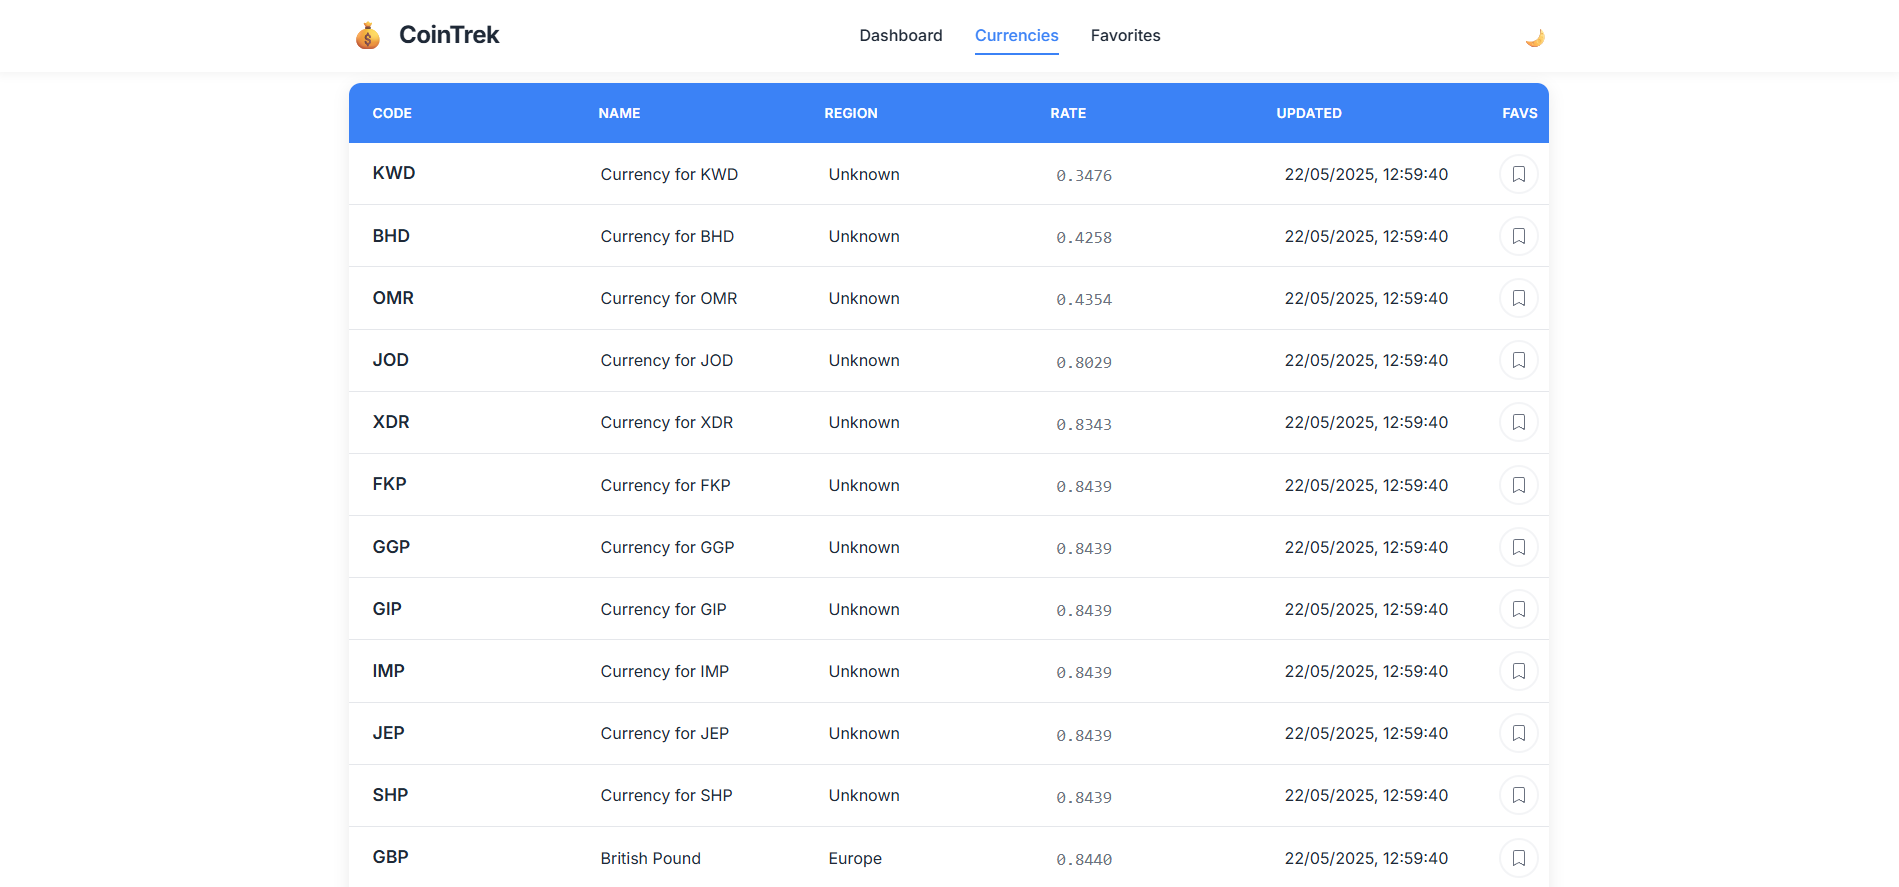 CoinTrek
Dashboard Currencies Favorites
CODE NAME REGION RATE UPDATED FAVS
KWD Currency for KWD Unknown 0.3476 22/05/2025, 12:59:40
BHD Currency for BHD Unknown 0.4258 22/05/2025, 12:59:40
OMR Currency for OMR Unknown 0.4354 22/05/2025, 12:59:40
JOD Currency for JOD Unknown 0.8029 22/05/2025, 12:59:40
XDR Currency for XDR Unknown 0.8343 22/05/2025, 12:59:40
FKP Currency for FKP Unknown 0.8439 22/05/2025, 12:59:40
GGP Currency for GGP Unknown 0.8439 22/05/2025, 12:59:40
GIP Currency for GIP Unknown 0.8439 22/05/2025, 12:59:40
IMP Currency for IMP Unknown 0.8439 22/05/2025, 12:59:40
JEP Currency for JEP Unknown 0.8439 22/05/2025, 12:59:40
SHP Currency for SHP Unknown 0.8439 22/05/2025, 12:59:40
GBP British Pound Europe 0.8440 22/05/2025, 12:59:40